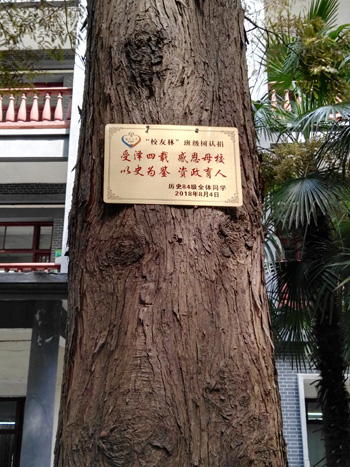 “校友林”班级树认捐
受泽四载 感恩母校
以史为鉴 资政育人
历史84级全体同学
2018年8月4日